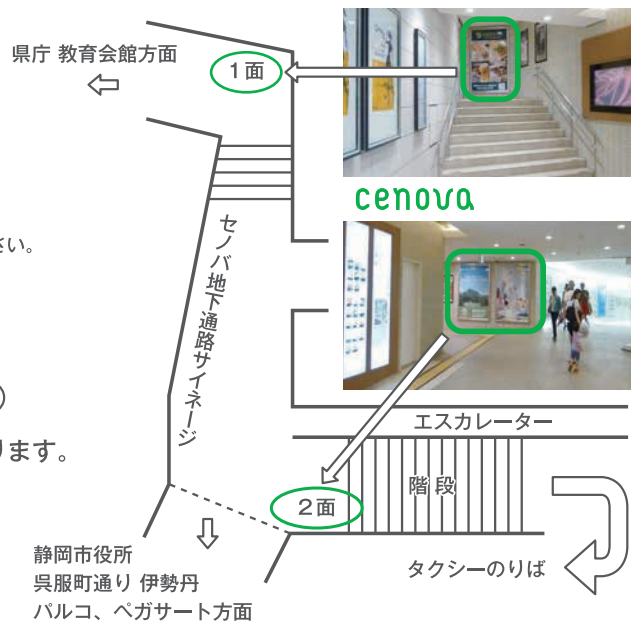 県庁 教育会館方面
1面
cenova
さい。
セノバ地下通路サイネージ
ります。
エスカレーター
階段
2面
静岡市役所
呉服町通り 伊勢丹
パルコ、ペガサート方面
タクシーのりば